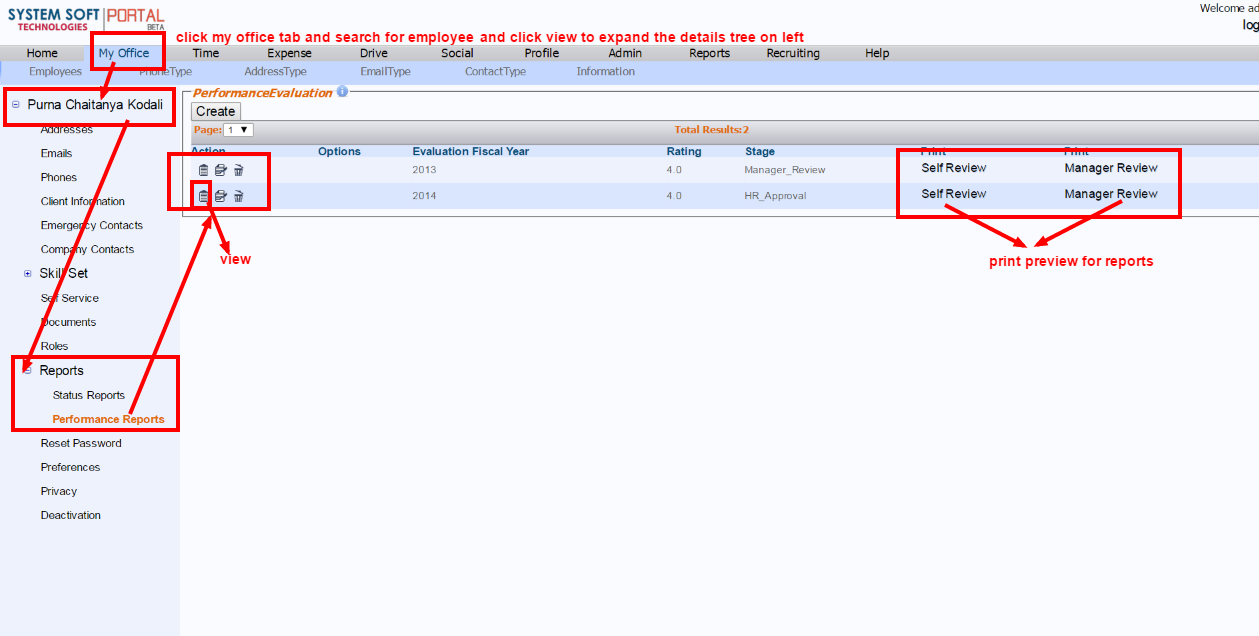 SYSTEM SOFT PORTAL
TECHNOLOGIES BETA
Welcome ad
log
click my office tab and search for employee and click view to expand the details tree on left
Home My Office Time Expense Drive Social Profile Admin Reports Recruiting Help
Employees PhoneType AddressType EmailType ContactType Information
Purna Chaitanya Kodali
Addresses
Emails
Phones
Client Information
Emergency Contacts
Company Contacts
Skill Set
Self Service
Documents
Roles
Reports
Status Reports
Performance Reports
Reset Password
Preferences
Privacy
Deactivation
PerformanceEvaluation
Create
Page: 1 Total Results:2
Action Options Evaluation Fiscal Year Rating Stage Print Print
2013 4.0 Manager_Review Self Review Manager Review
2014 4.0 HR_Approval Self Review Manager Review
view
print preview for reports